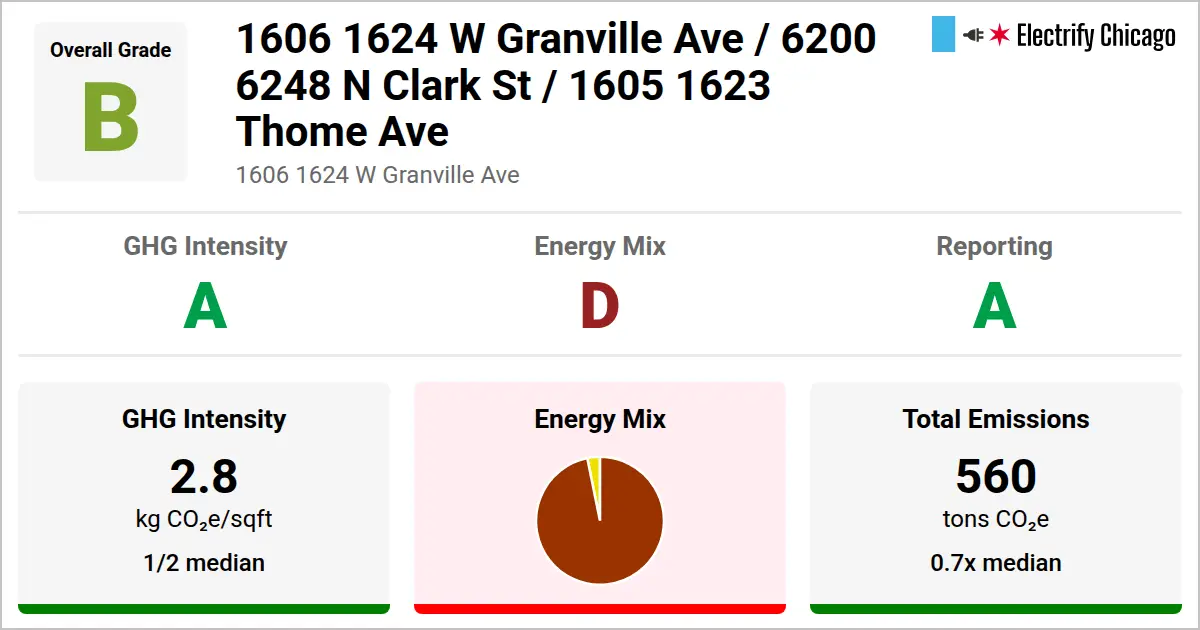 Overall Grade
B
1606 1624 W Granville Ave / 6200
6248 N Clark St / 1605 1623
Thome Ave
1606 1624 W Granville Ave
Electrify Chicago
GHG Intensity
A
Energy Mix
D
Reporting
A
GHG Intensity
2.8
kg CO₂e/sqft
1/2 median
Energy Mix
Total Emissions
560
tons CO₂e
0.7x median